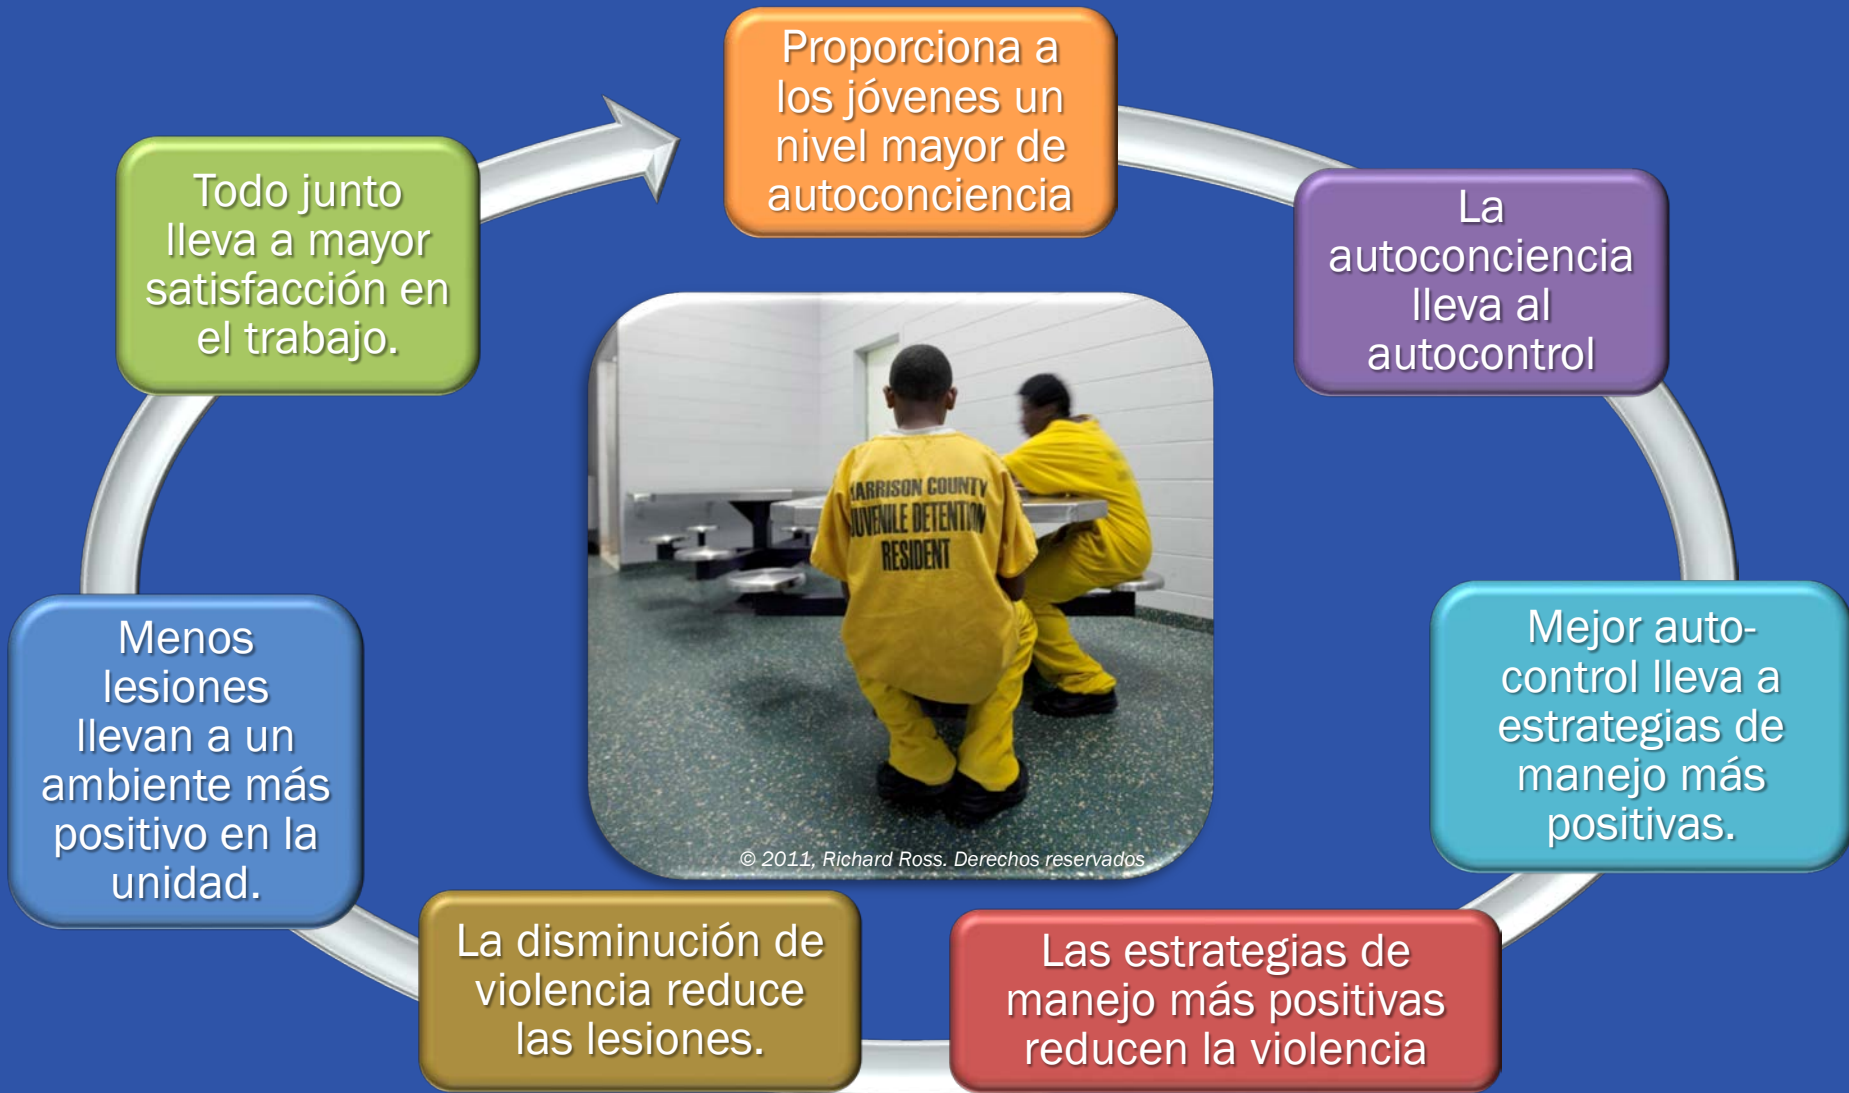 Proporciona a
los jóvenes un
nivel mayor de
autoconciencia
La
autoconciencia
lleva al
autocontrol
Mejor auto-
control lleva a
estrategias de
manejo más
positivas.
Las estrategias de
manejo más positivas
reducen la violencia
La disminución de
violencia reduce
las lesiones.
Menos
lesiones
llevan a un
ambiente más
positivo en la
unidad.
Todo junto
lleva a mayor
satisfacción en
el trabajo.
HARRISON COUNTY
JUVENILE DETENTION
RESIDENT
© 2011, Richard Ross. Derechos reservados